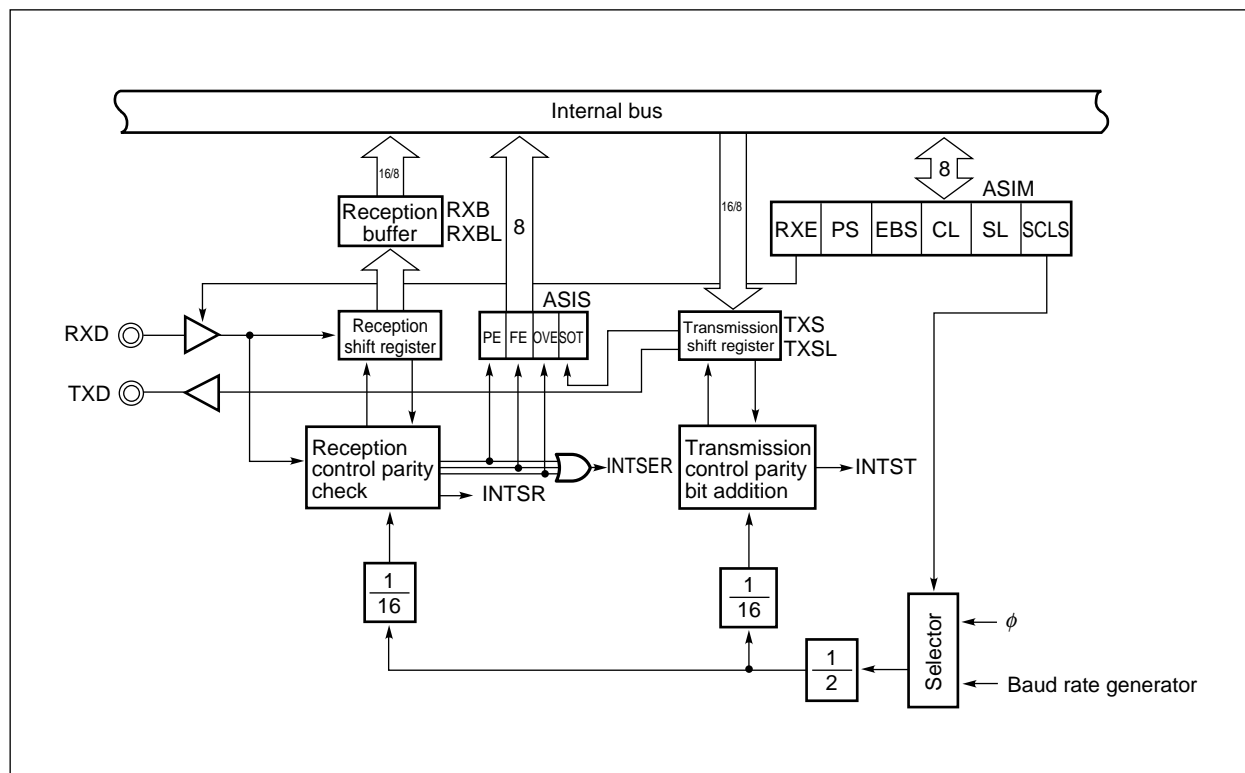 Internal bus
16/8
8
16/8
8
ASIM
Reception
buffer
RXB
RXBL
RXE PS EBS CL SL SCLS
ASIS
RXD
Reception
shift register
PE FE OVE SOT
Transmission
shift register
TXS
TXSL
TXD
Reception
control parity
check
INTSER
INTSR
Transmission
control parity
bit addition
INTST
1
16
1
16
1
2
Selector
ϕ
Baud rate generator